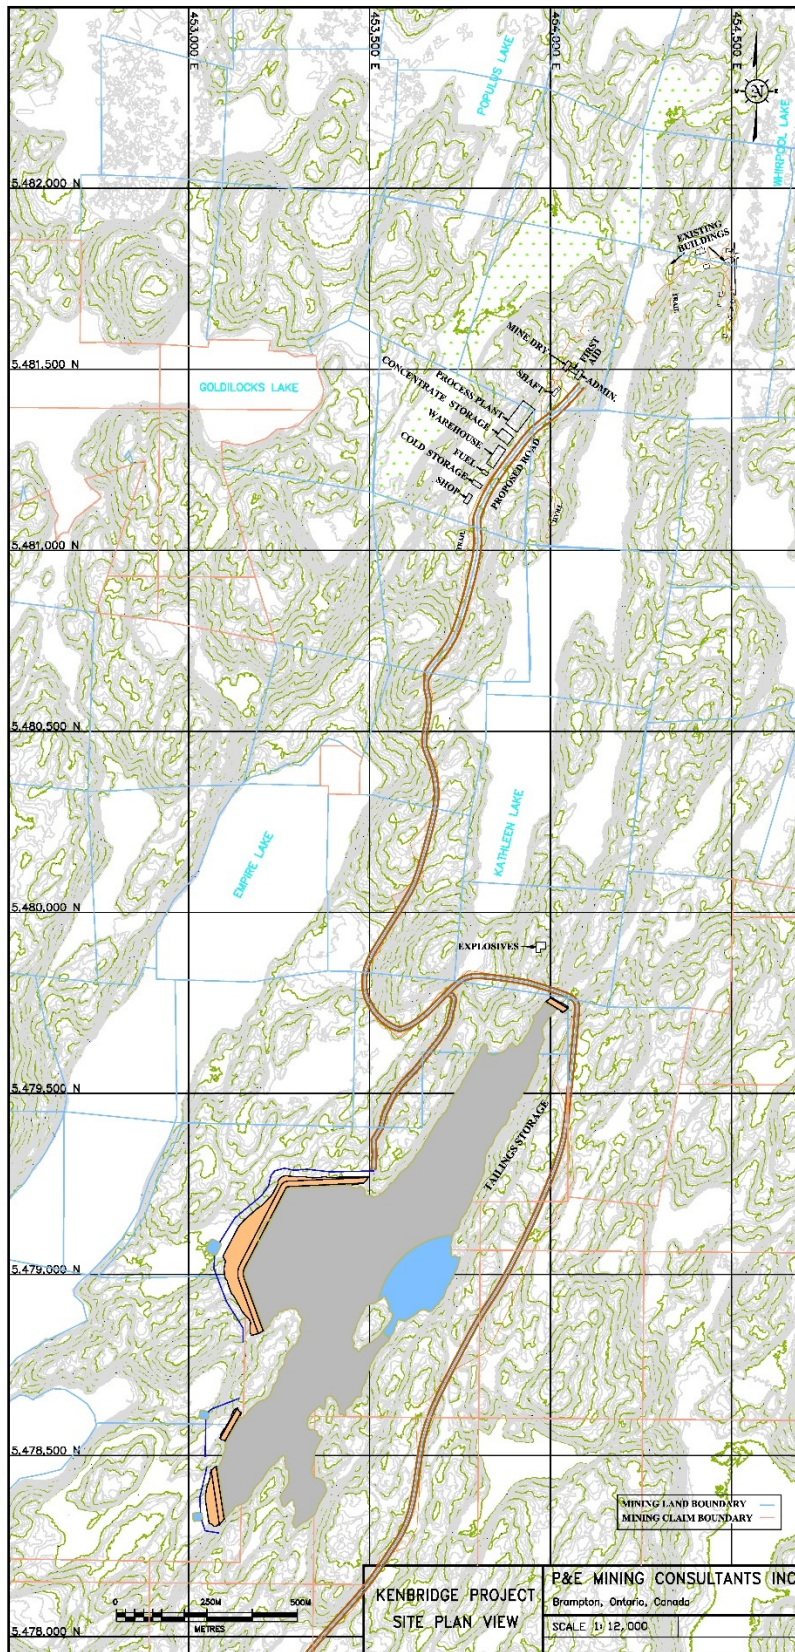 453,000 E
453,500 E
454,000 E
454,500 E
POPULUS LAKE
N
WHIRPOOL LAKE
5,482,000 N
EXISTING
BUILDINGS
TRAIL
5,481,500 N
MINE DRY
FIRST
AID
GOLDILOCKS LAKE
SHAFT
ADMIN.
PROCESS PLANT
CONCENTRATE STORAGE
WAREHOUSE
FUEL
COLD STORAGE
SHOP
PROPOSED ROAD
TRAIL
TRAIL
5,481,000 N
5,480,500 N
EMPIRE LAKE
KATHLEEN LAKE
5,480,000 N
EXPLOSIVES
5,479,500 N
TAILINGS STORAGE
5,479,000 N
5,478,500 N
MINING LAND BOUNDARY
MINING CLAIM BOUNDARY
KENBRIDGE PROJECT
SITE PLAN VIEW
P&E MINING CONSULTANTS INC
Brampton, Ontario, Canada
SCALE 1: 12,000
0 250M 500M
METRES
5,478,000 N